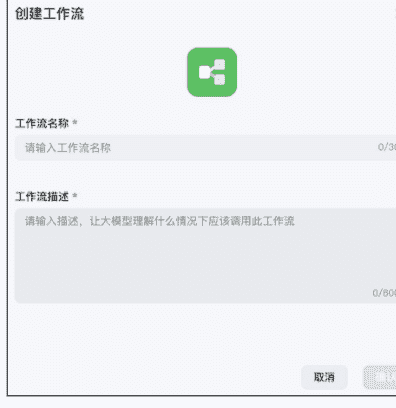 创建工作流
工作流名称 *
请输入工作流名称
0/30
工作流描述 *
请输入描述，让大模型理解什么情况下应该调用此工作流
0/800
取消